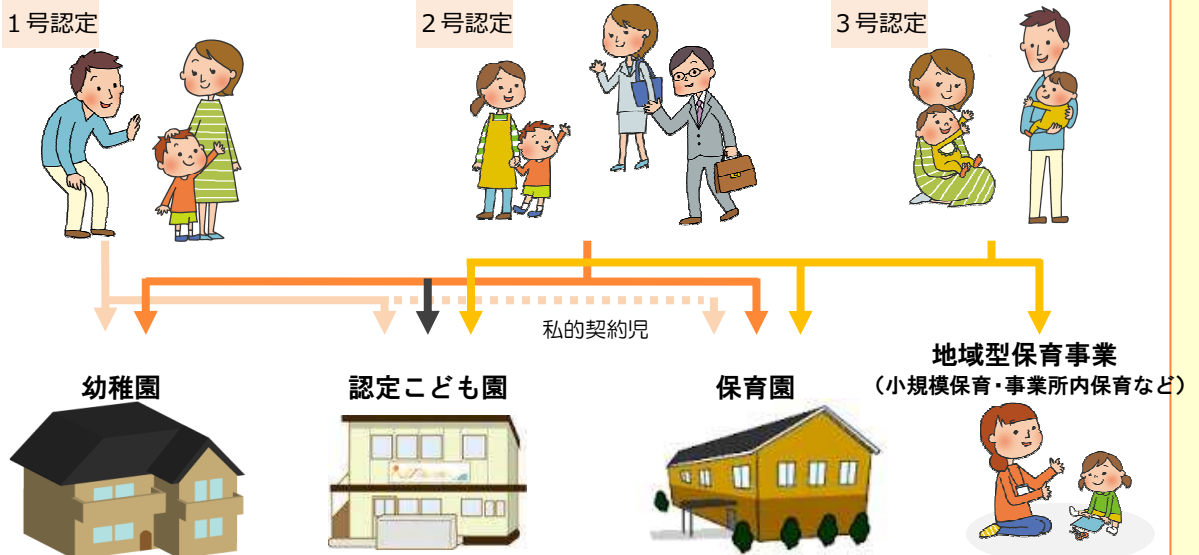 １号認定
２号認定
３号認定
私的契約児
幼稚園
認定こども園
保育園
地域型保育事業
（小規模保育・事業所内保育など）